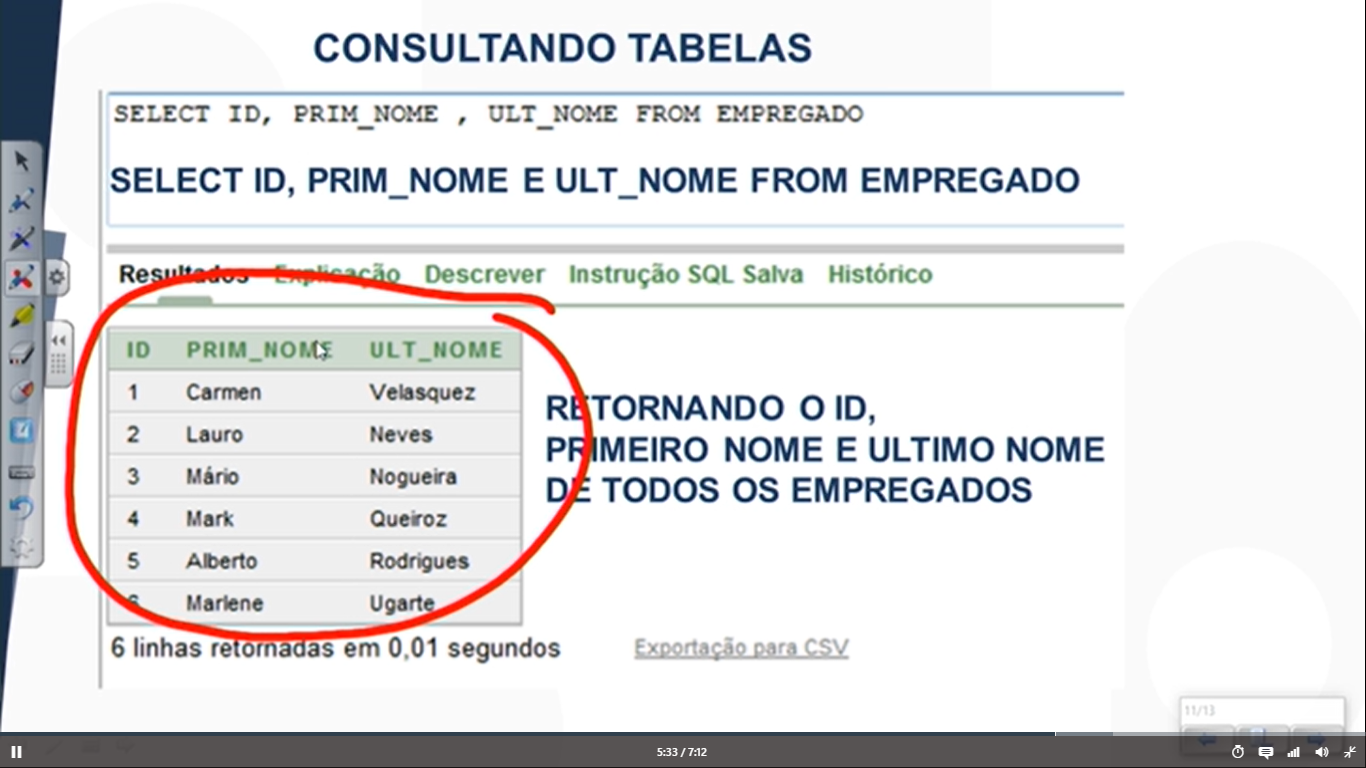 CONSULTANDO TABELAS
SELECT ID, PRIM_NOME , ULT_NOME FROM EMPREGADO
SELECT ID, PRIM_NOME E ULT_NOME FROM EMPREGADO
Resultados Explicação Descrever Instrução SQL Salva Histórico
ID PRIM_NOME ULT_NOME
1 Carmen Velasquez
2 Lauro Neves
3 Mário Nogueira
4 Mark Queiroz
5 Alberto Rodrigues
6 Marlene Ugarte
RETORNANDO O ID,
PRIMEIRO NOME E ULTIMO NOME
DE TODOS OS EMPREGADOS
6 linhas retornadas em 0,01 segundos Exportação para CSV
11/13
5:33 / 7:12